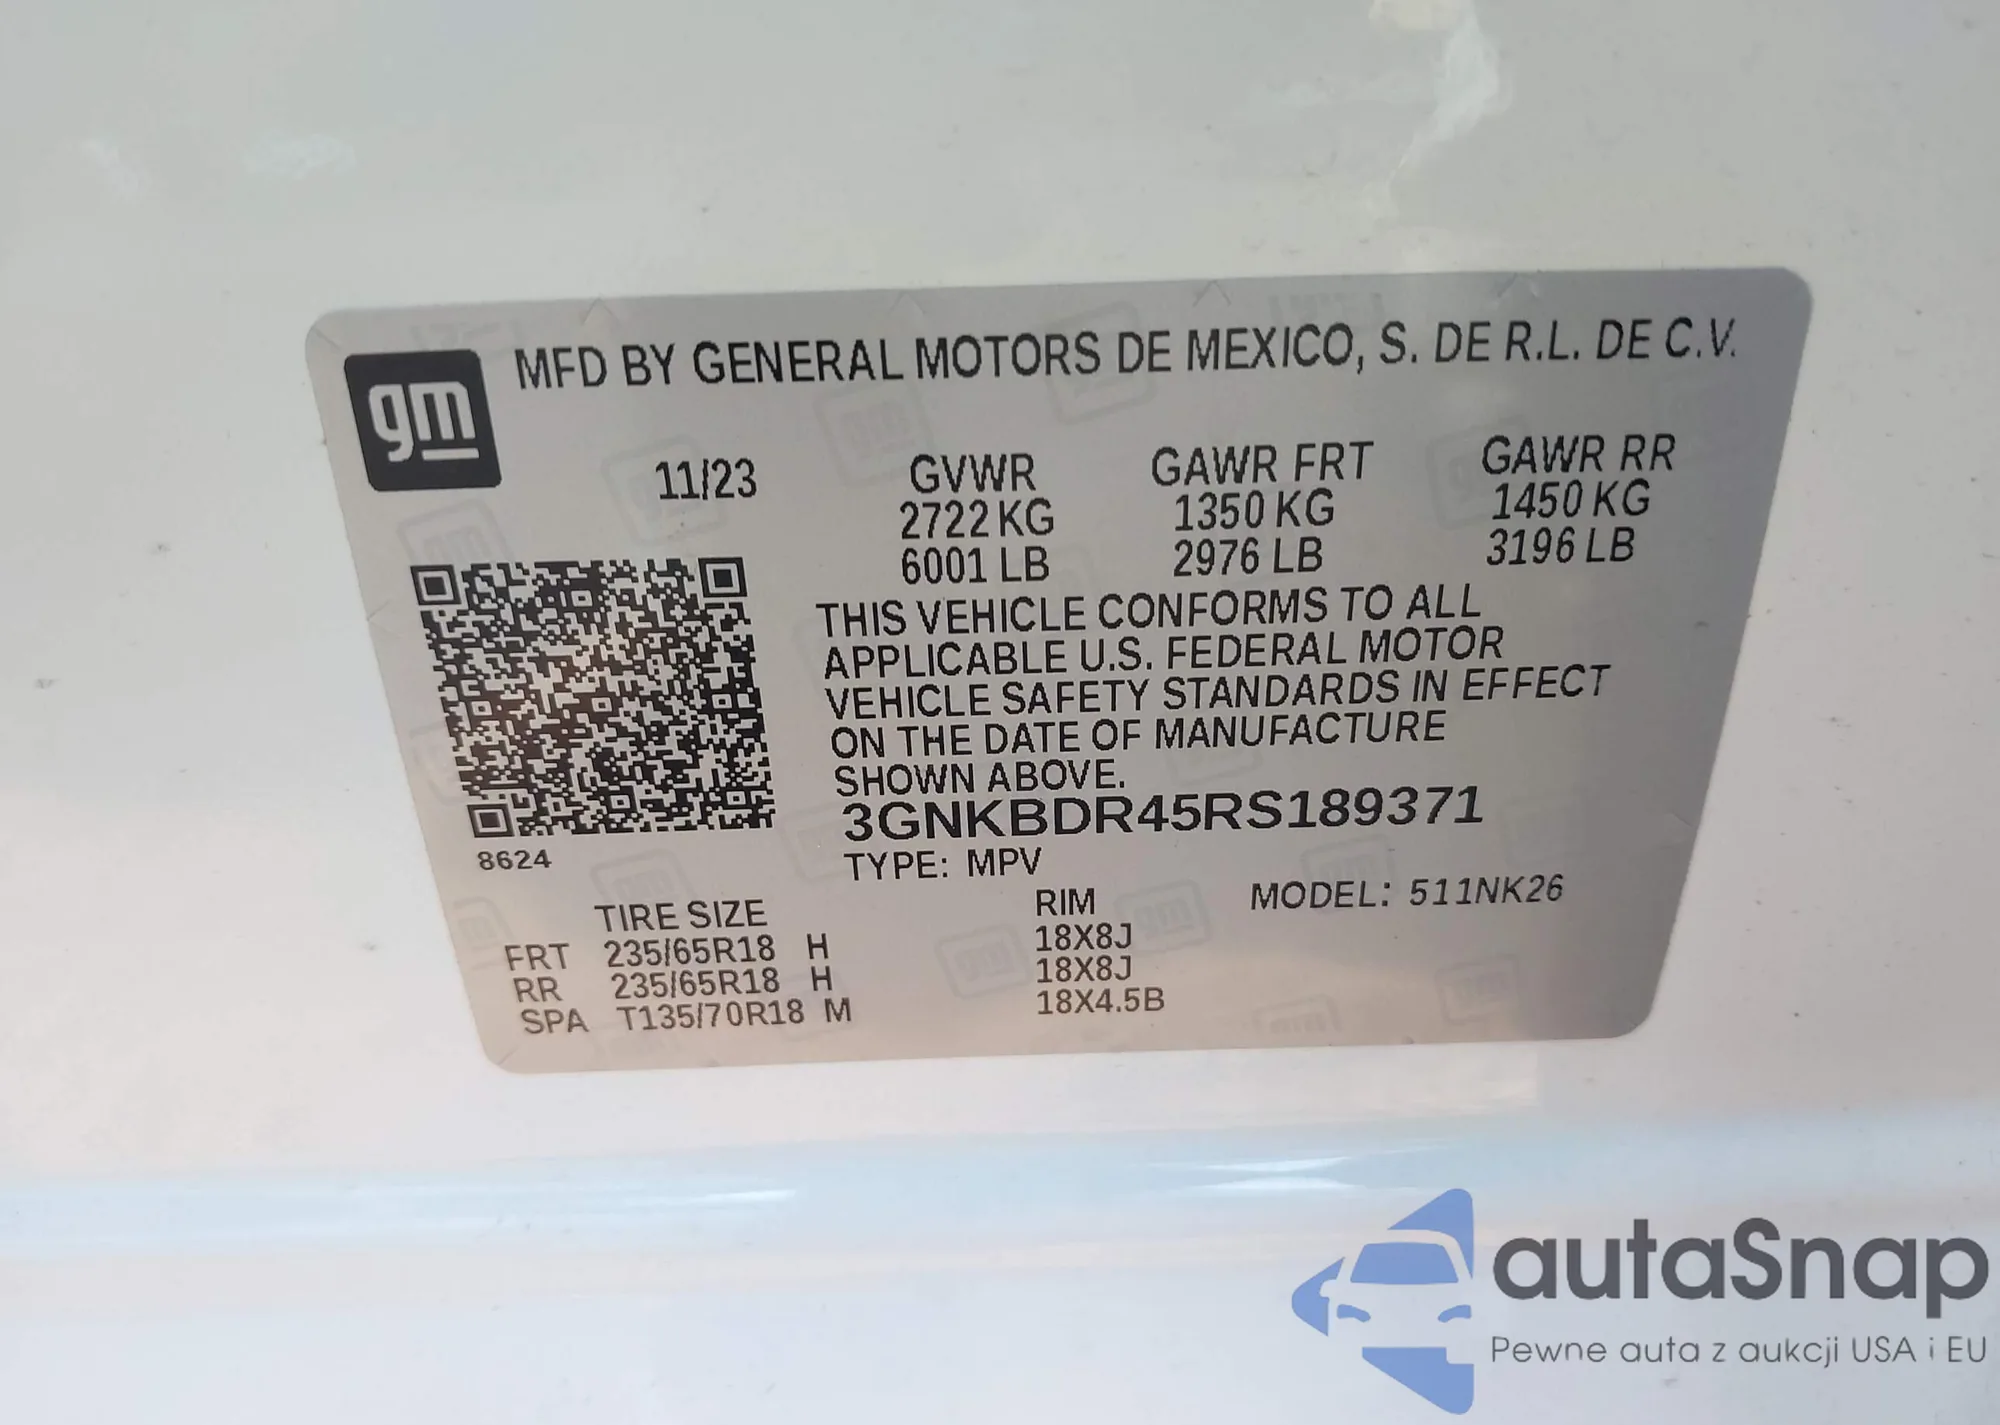 gm
MFD BY GENERAL MOTORS DE MEXICO, S. DE R.L. DE C.V.
11/23 GVWR GAWR FRT GAWR RR
2722 KG 1350 KG 1450 KG
6001 LB 2976 LB 3196 LB
THIS VEHICLE CONFORMS TO ALL
APPLICABLE U.S. FEDERAL MOTOR
VEHICLE SAFETY STANDARDS IN EFFECT
ON THE DATE OF MANUFACTURE
SHOWN ABOVE.
3GNKBDR45RS189371
8624
TYPE: MPV
TIRE SIZE RIM MODEL: 511NK26
FRT 235/65R18 H 18X8J
RR 235/65R18 H 18X8J
SPA T135/70R18 M 18X4.5B
autaSnap
Pewne auta z aukcji USA i EU